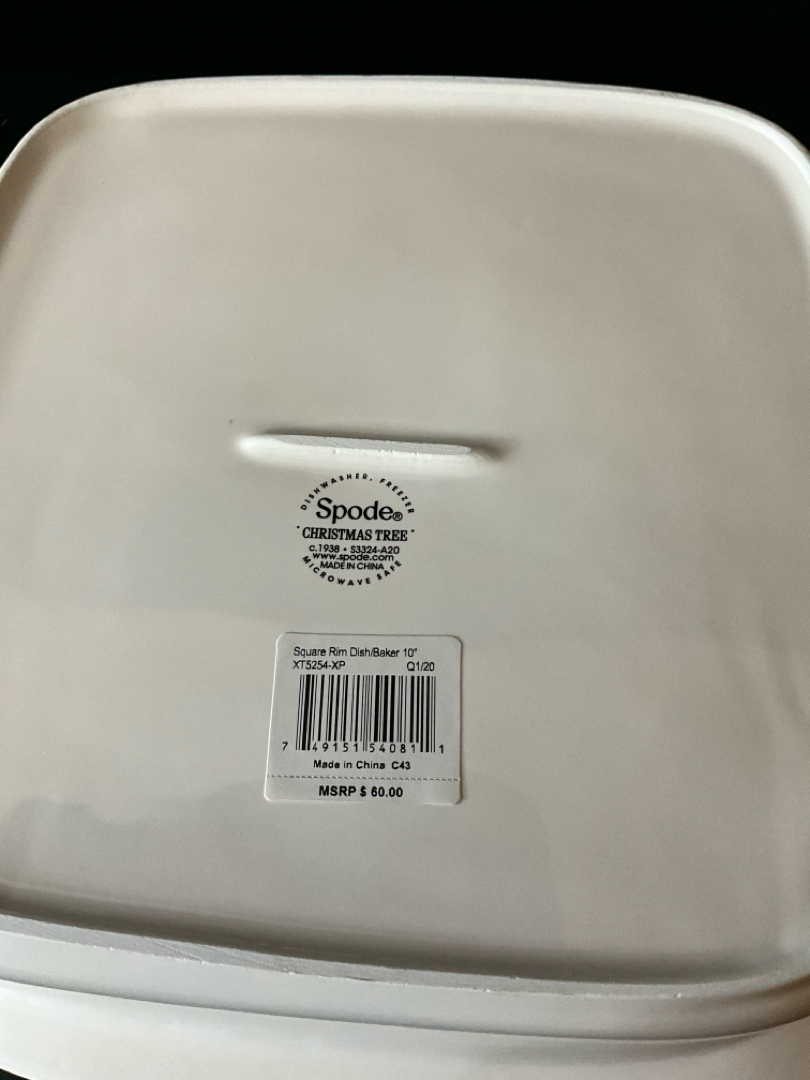 DISHWASHER, FREEZER
Spode®
"CHRISTMAS TREE"
c.1938 • S3324-A20
www.spode.com
MADE IN CHINA
MICROWAVE SAFE
Square Rim Dish/Baker 10"
XT5254-XP Q1/20
7 49151 54081 1
Made in China C43
MSRP $ 60.00